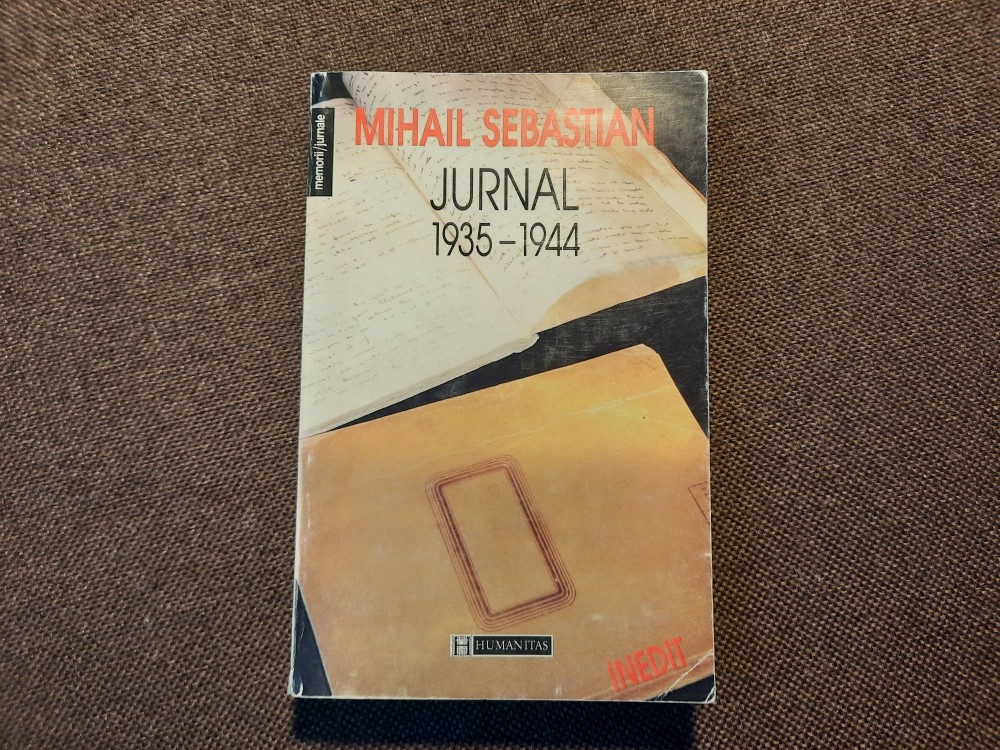 memorii/jurnale
MIHAIL SEBASTIAN
JURNAL
1935–1944
HUMANITAS
INEDIT